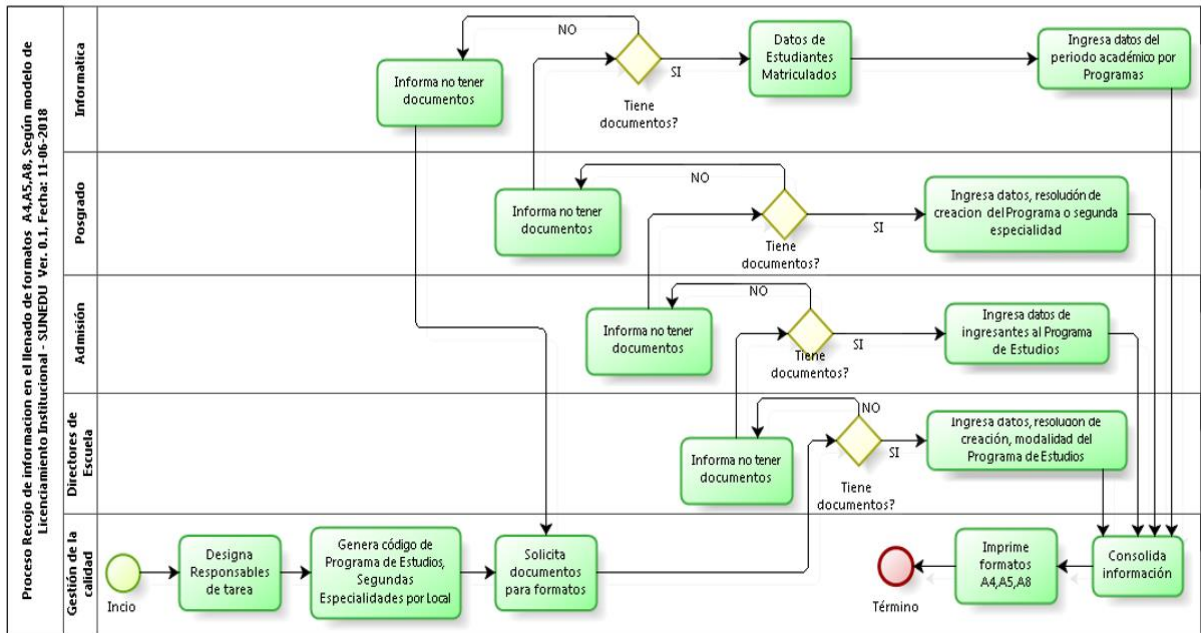 Proceso Recojo de informacion en el llenado de formatos A4,A5,A8, Según modelo de
Licenciamiento Institucional - SUNEDU Ver. 0.1, Fecha: 11-06-2018
Informatica
NO
Informa no tener
documentos
Tiene
documentos?
SI
Datos de
Estudiantes
Matriculados
Ingresa datos del
periodo académico por
Programas
Posgrado
NO
Informa no tener
documentos
Tiene
documentos?
SI
Ingresa datos, resolución de
creacion del Programa o segunda
especialidad
Admisión
NO
Informa no tener
documentos
Tiene
documentos?
SI
Ingresa datos de
ingresantes al Programa
de Estudios
Directores de
Escuela
NO
Informa no tener
documentos
Tiene
documentos?
SI
Ingresa datos, resolución de
creación, modalidad del
Programa de Estudios
Gestión de la
calidad
Incio
Designa
Responsables
de tarea
Genera código de
Programa de Estudios,
Segundas
Especialidades por Local
Solicita
documentos
para formatos
Término
Imprime
formatos
A4,A5,A8
Consolida
información